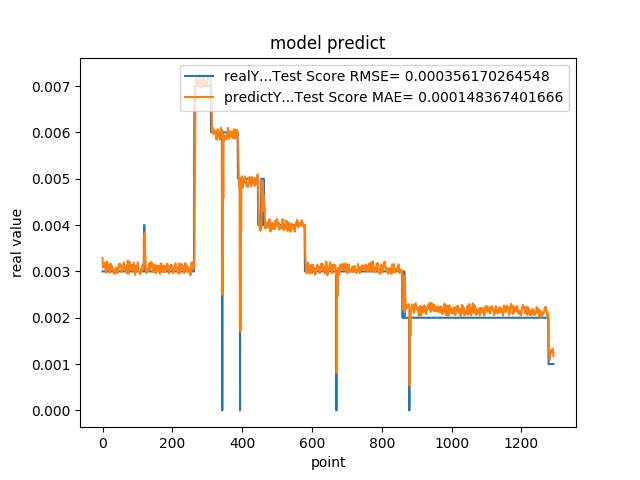 model predict
realY...Test Score RMSE= 0.000356170264548
predictY...Test Score MAE= 0.000148367401666
real value
0.007
0.006
0.005
0.004
0.003
0.002
0.001
0.000
0 200 400 600 800 1000 1200
point